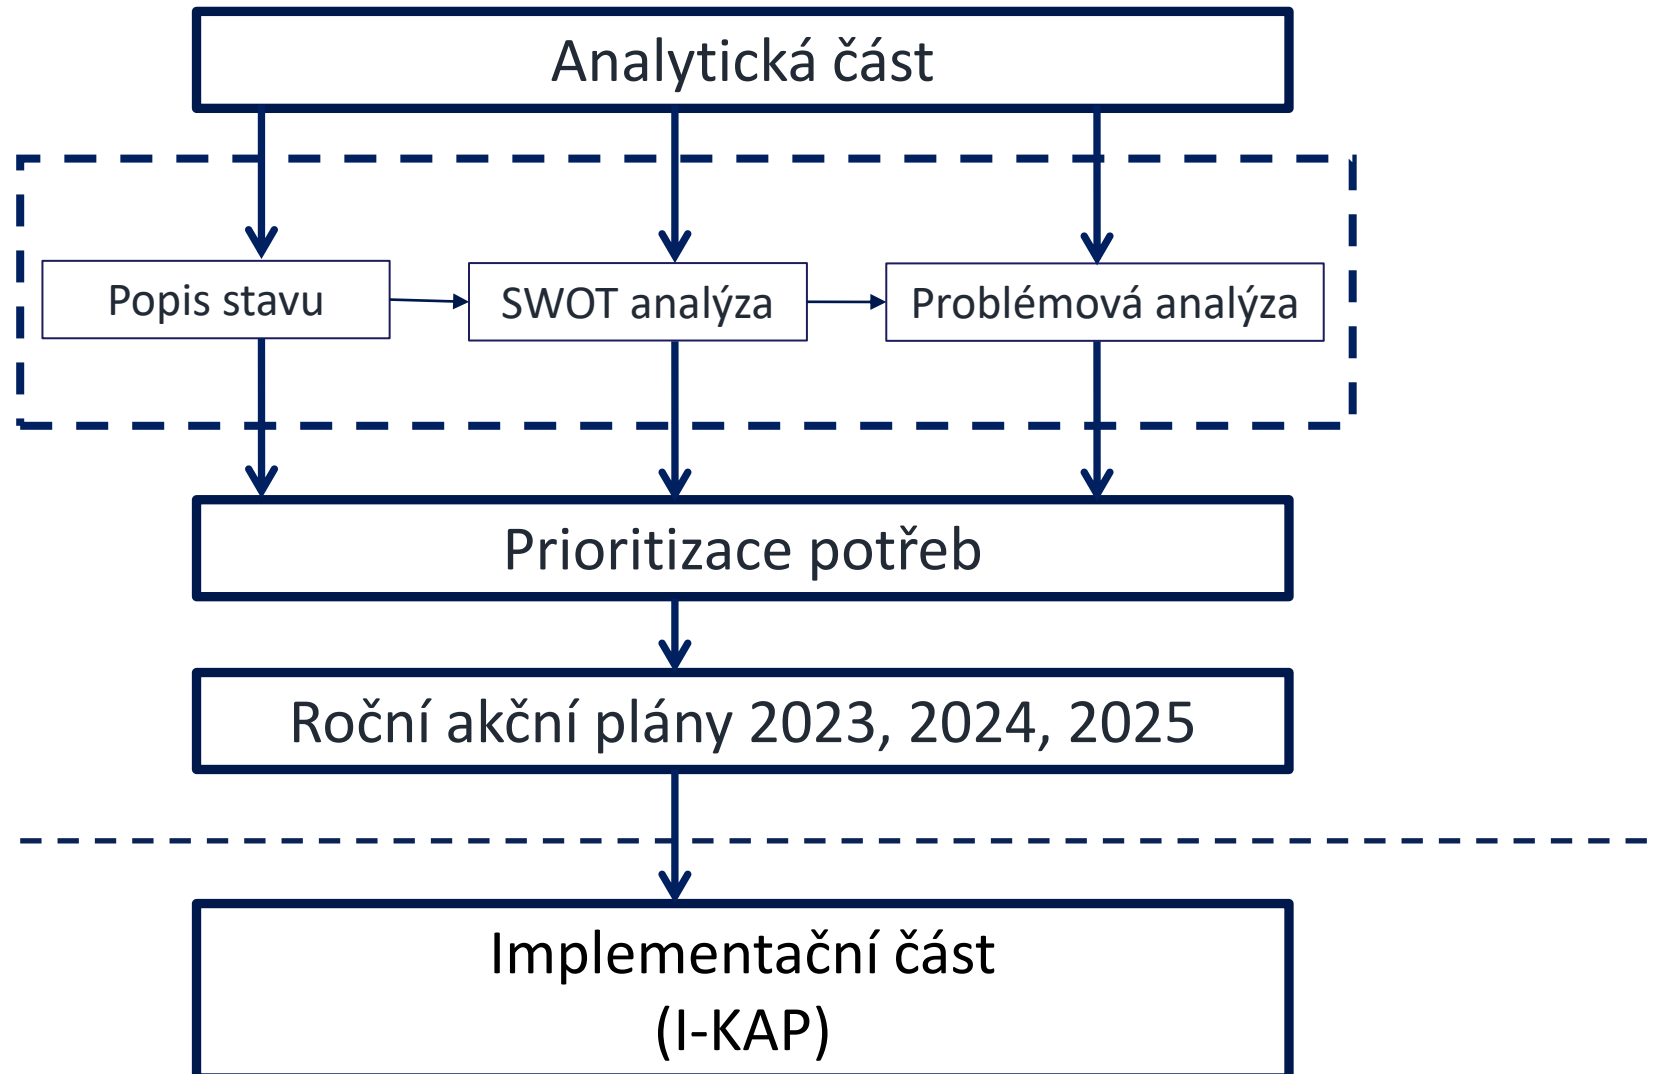 Analytická část
Popis stavu
SWOT analýza
Problémová analýza
Prioritizace potřeb
Roční akční plány 2023, 2024, 2025
Implementační část
(I-KAP)